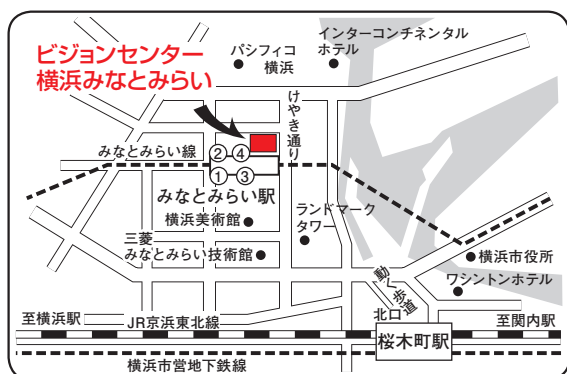 ビジョンセンター
横浜みなとみらい
パシフィコ
横浜
インターコンチネンタル
ホテル
けやき通り
みなとみらい線
② ④
① ③
みなとみらい駅
横浜美術館
ランドマーク
タワー
三菱
みなとみらい技術館
横浜市役所
ワシントンホテル
動く歩道
北口
至横浜駅
JR京浜東北線
桜木町駅
至関内駅
横浜市営地下鉄線